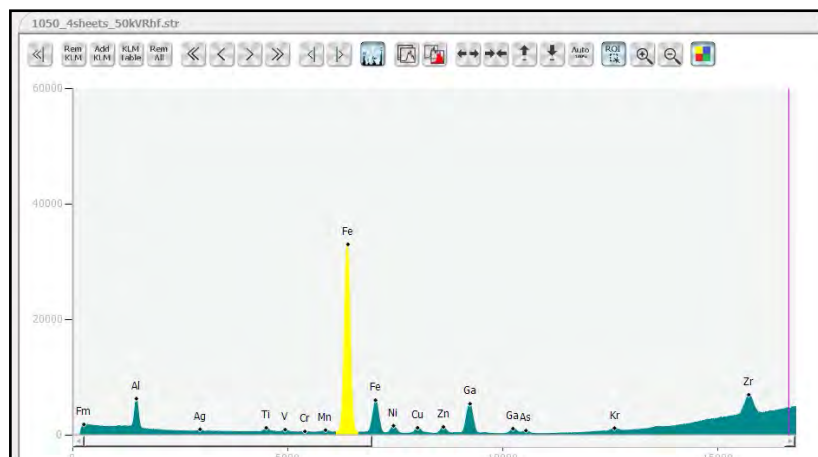 1050_4sheets_50kVRhf.str
Rem KLM
Add KLM
KLM table
Rem All
Auto
ROI
60000
40000
20000
0
Fm
Al
Ag
Ti
V
Cr
Mn
Fe
Fe
Ni
Cu
Zn
Ga
Ga
As
Kr
Zr
0
5000
10000
15000